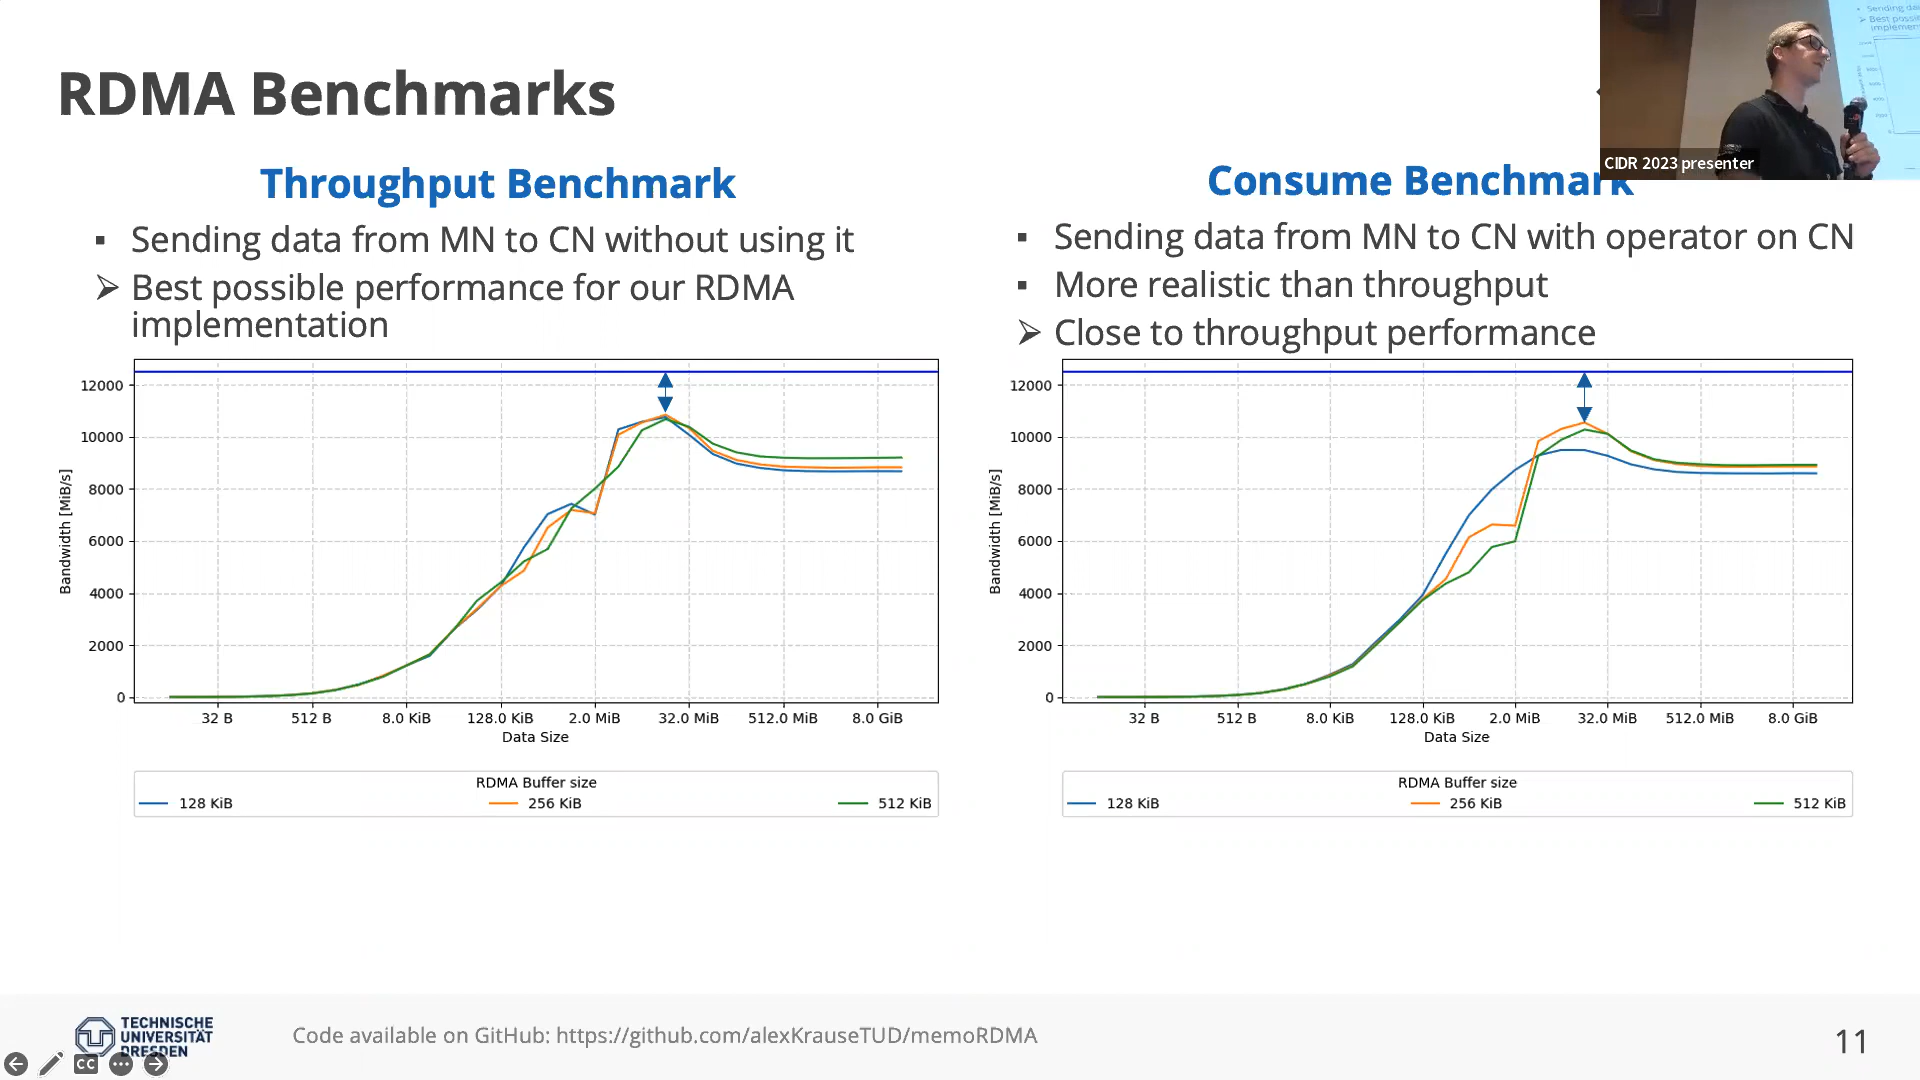 RDMA Benchmarks
Throughput Benchmark
▪ Sending data from MN to CN without using it
➢ Best possible performance for our RDMA
implementation
12000
10000
8000
6000
4000
2000
0
Bandwidth [MiB/s]
32 B 512 B 8.0 KiB 128.0 KiB 2.0 MiB 32.0 MiB 512.0 MiB 8.0 GiB
Data Size
RDMA Buffer size
128 KiB 256 KiB 512 KiB
Consume Benchmark
▪ Sending data from MN to CN with operator on CN
▪ More realistic than throughput
➢ Close to throughput performance
12000
10000
8000
6000
4000
2000
0
Bandwidth [MiB/s]
32 B 512 B 8.0 KiB 128.0 KiB 2.0 MiB 32.0 MiB 512.0 MiB 8.0 GiB
Data Size
RDMA Buffer size
128 KiB 256 KiB 512 KiB
CIDR 2023 presenter
TECHNISCHE
UNIVERSITÄT
DRESDEN
Code available on GitHub: https://github.com/alexKrauseTUD/memoRDMA
11
CC